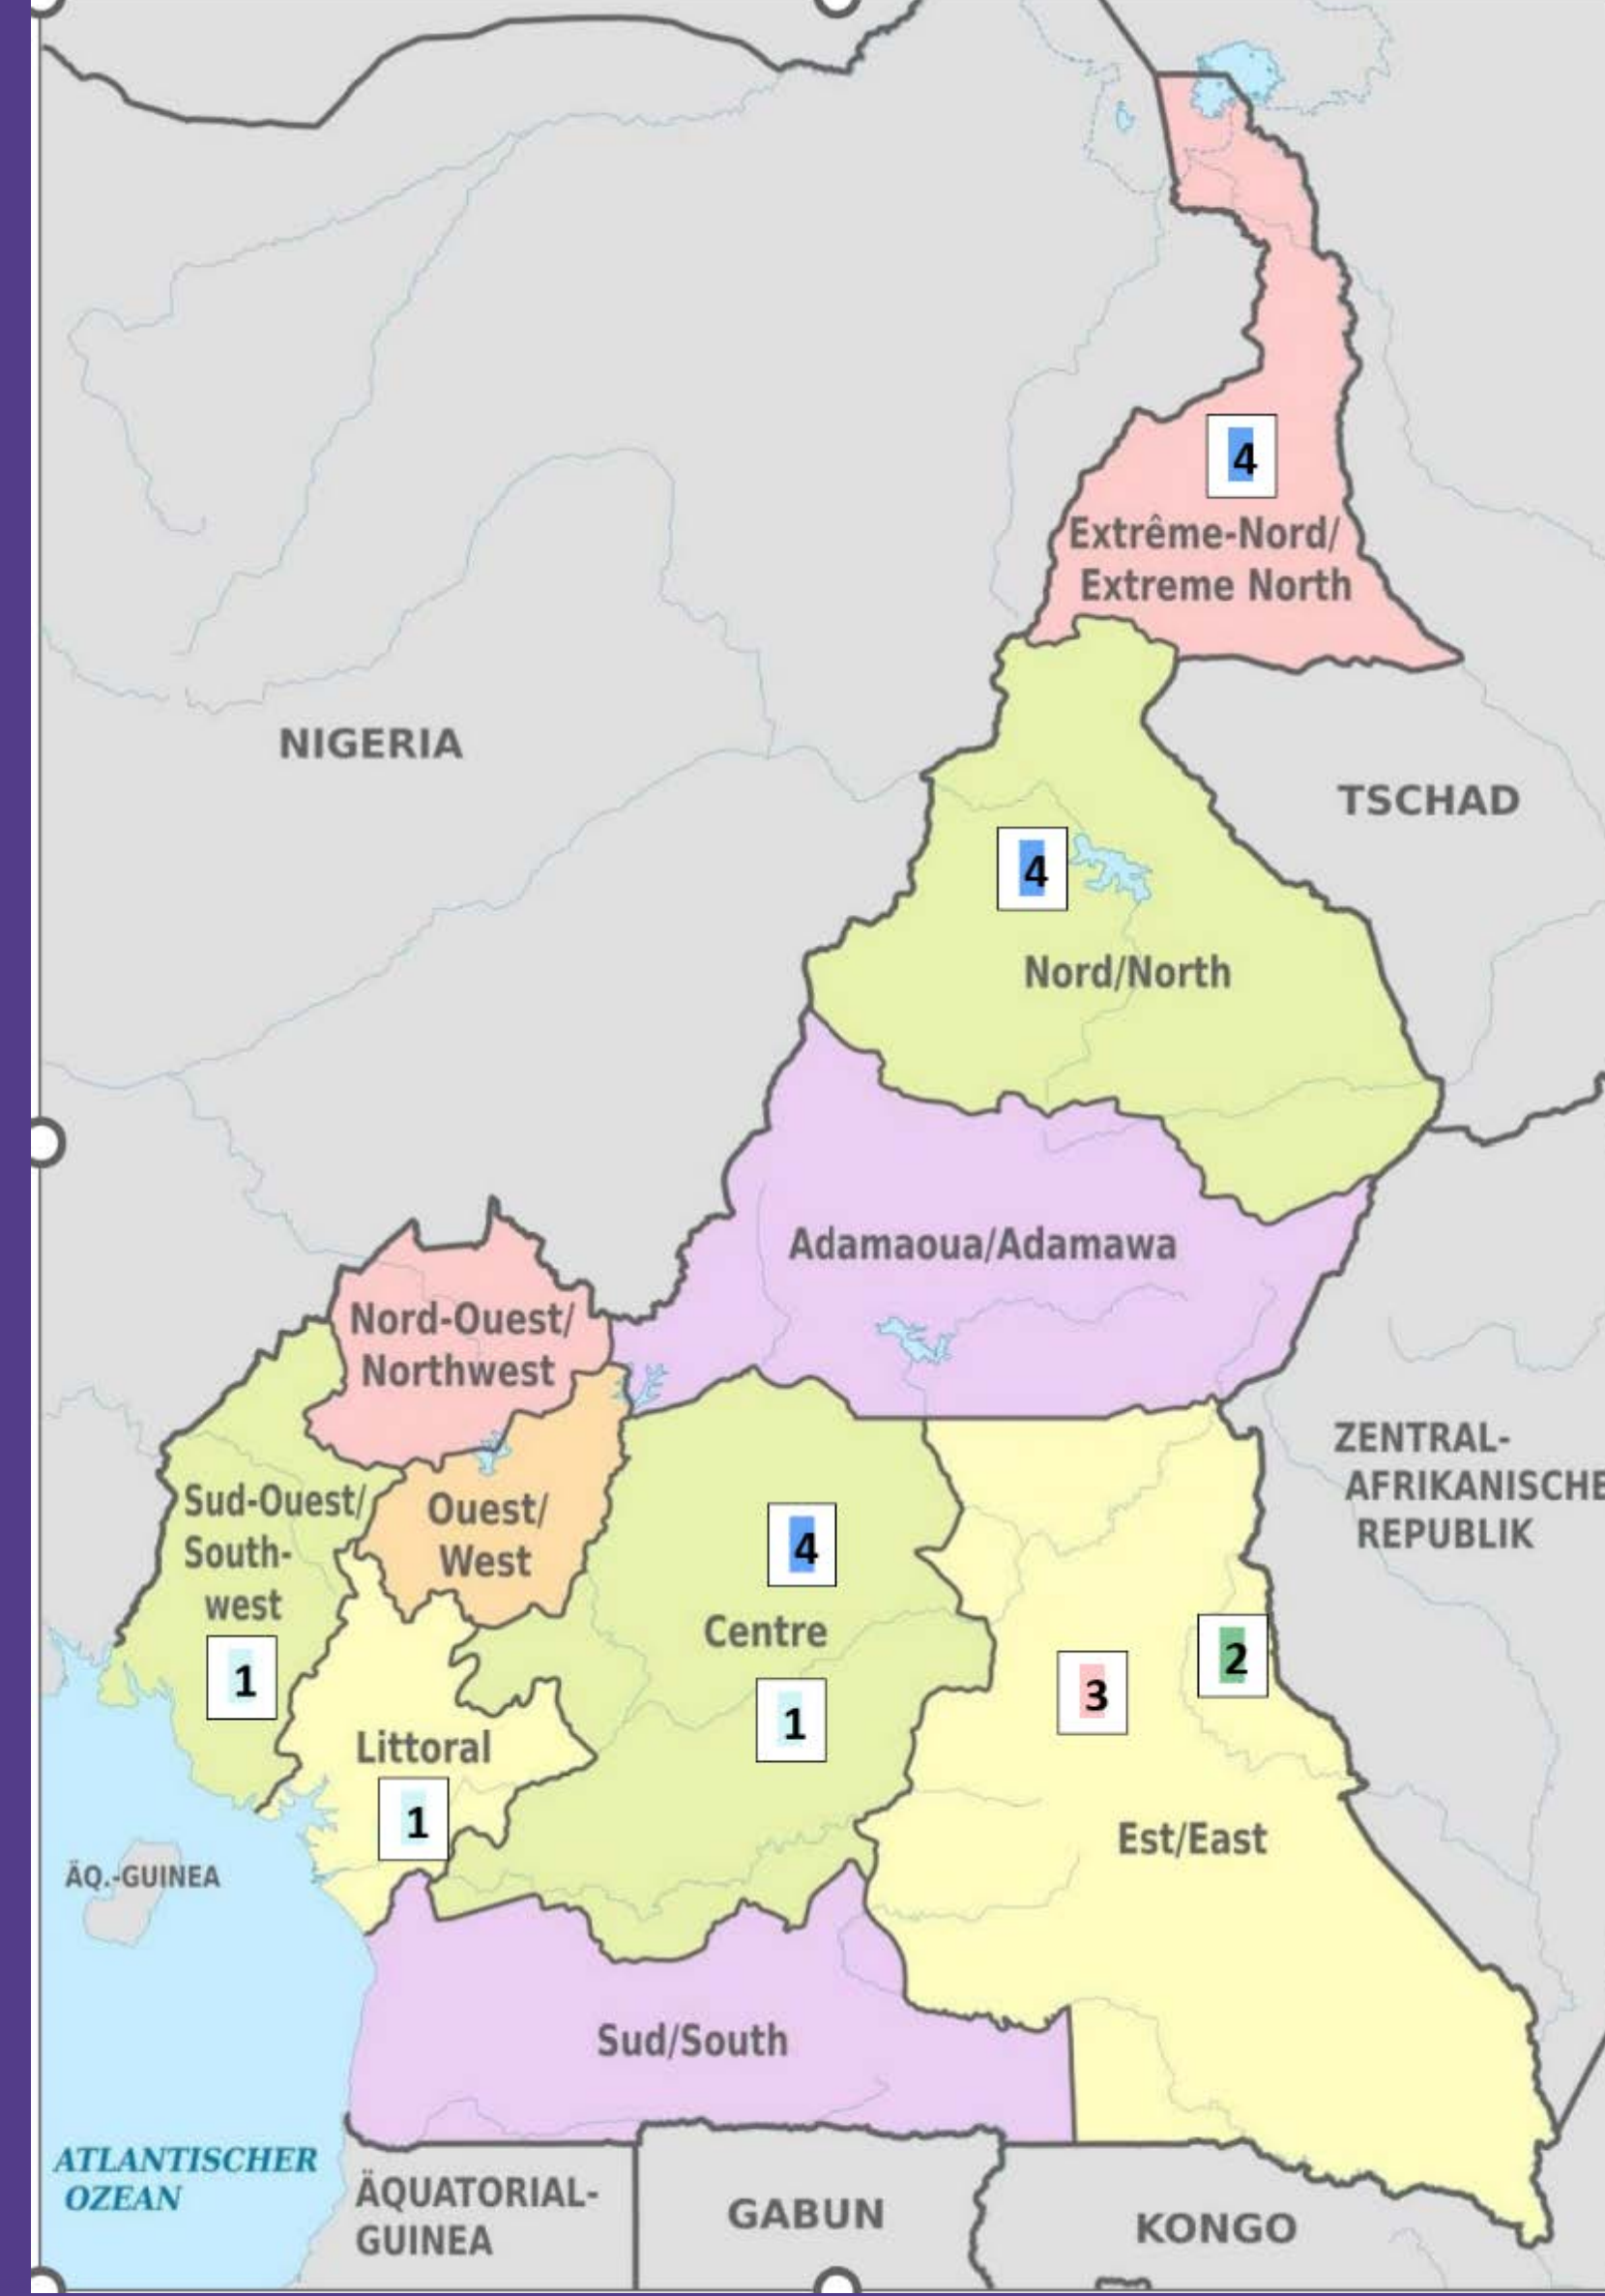 4
Extrême-Nord/
Extreme North
NIGERIA
TSCHAD
4
Nord/North
Adamaoua/Adamawa
Nord-Ouest/
Northwest
ZENTRAL-
AFRIKANISCHE
REPUBLIK
Sud-Ouest/
South-
west
1
Ouest/
West
4
Centre
1
2
3
Littoral
1
Est/East
ÄQ.-GUINEA
Sud/South
ATLANTISCHER
OZEAN
ÄQUATORIAL-
GUINEA
GABUN
KONGO